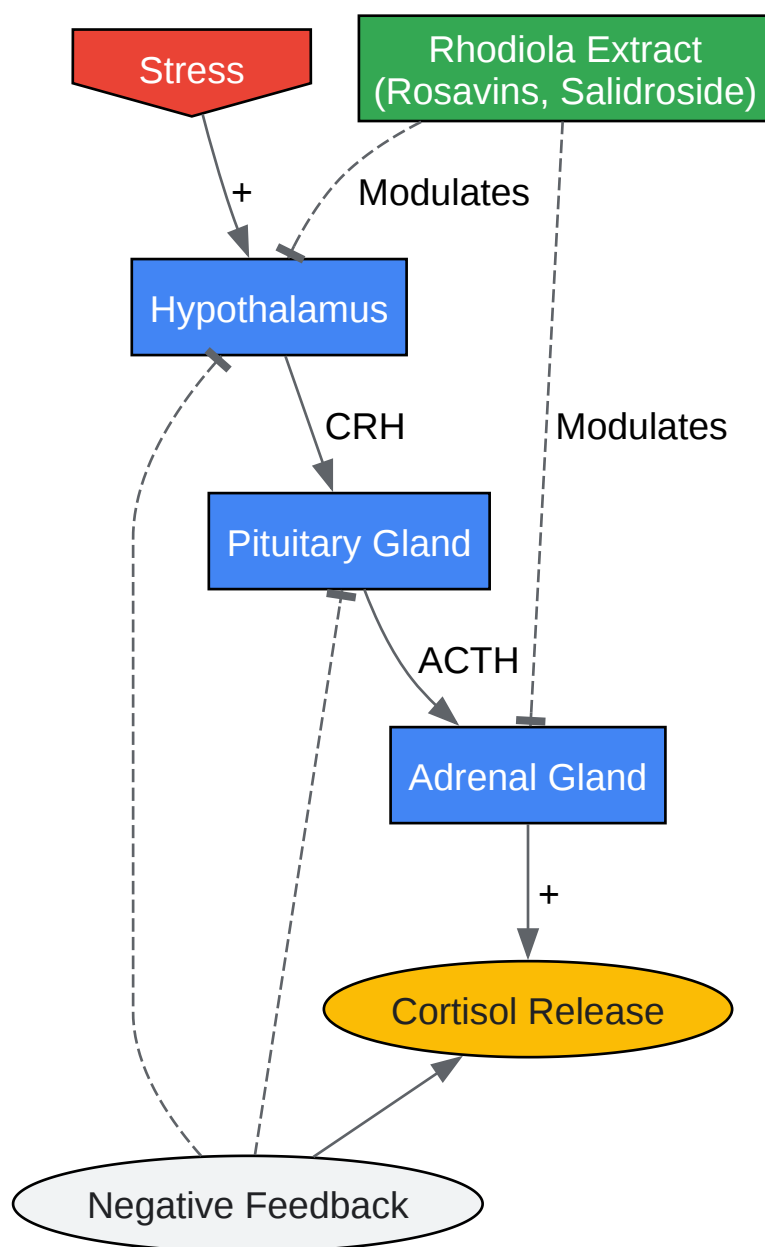 Stress
Rhodiola Extract
(Rosavins, Salidroside)
+
Modulates
Hypothalamus
CRH
Modulates
Pituitary Gland
ACTH
Adrenal Gland
+
Cortisol Release
Negative Feedback